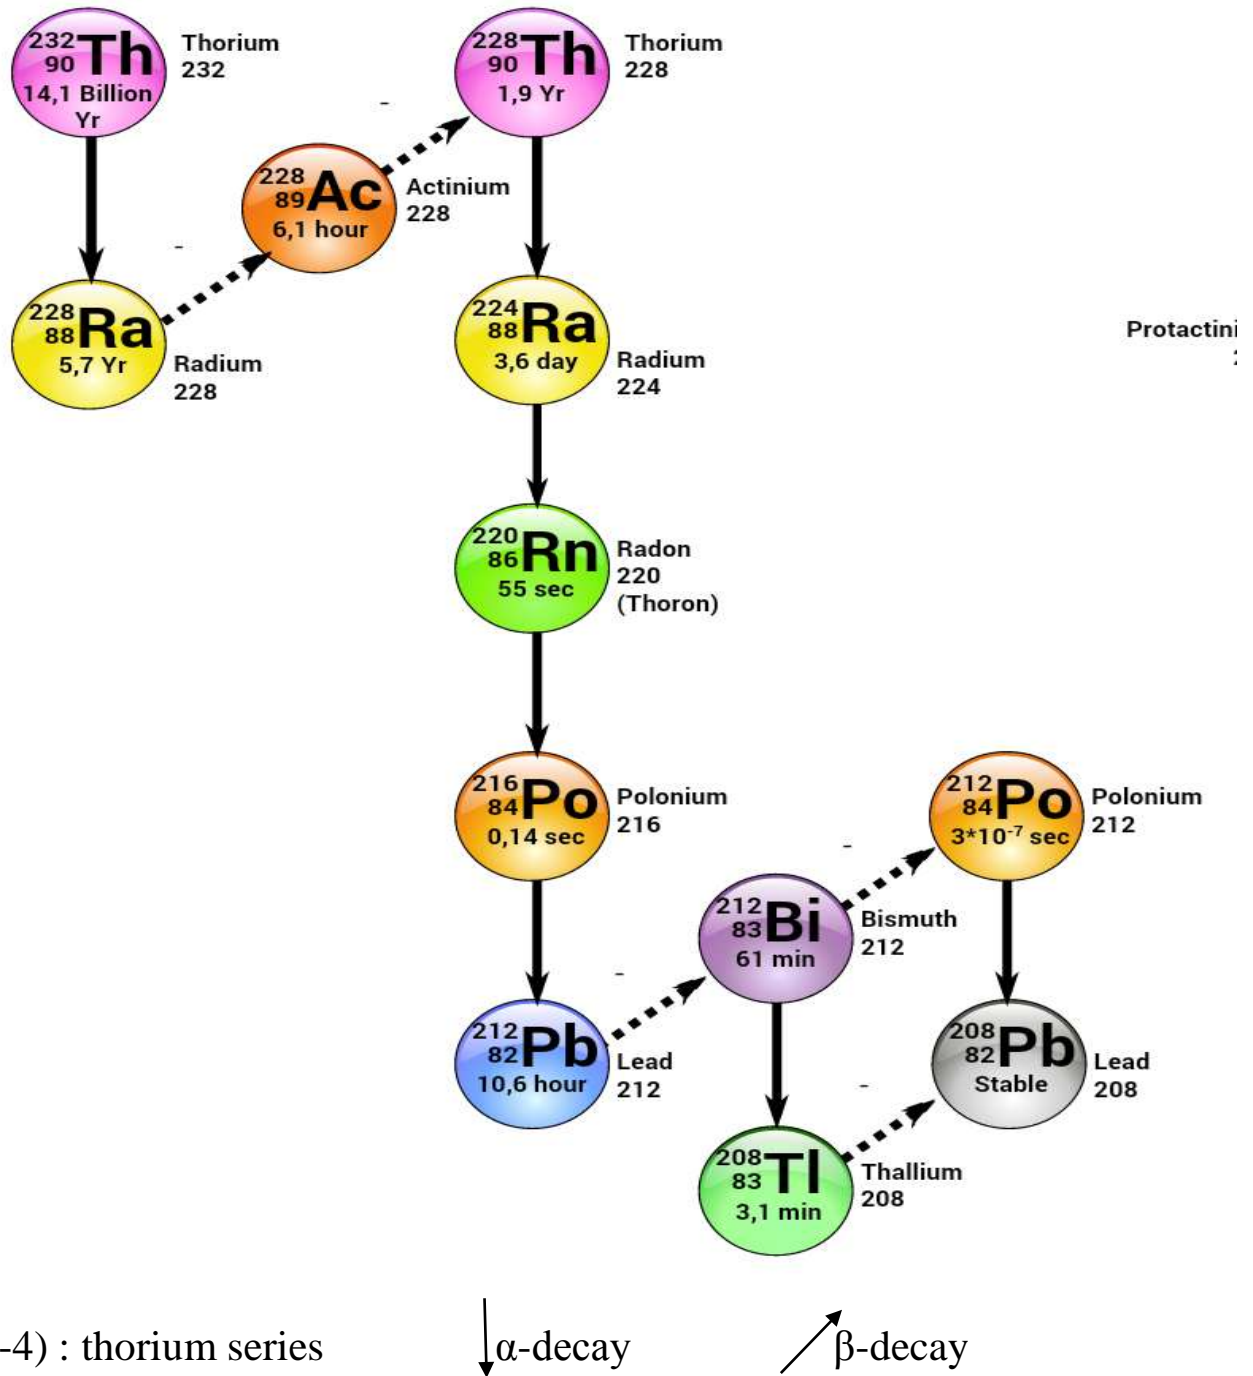 232
90 Th
14,1 Billion
Yr
Thorium
232
228
90 Th
1,9 Yr
Thorium
228
228
89 Ac
6,1 hour
Actinium
228
-
-
228
88 Ra
5,7 Yr
Radium
228
224
88 Ra
3,6 day
Radium
224
Protactini
2
220
86 Rn
55 sec
Radon
220
(Thoron)
216
84 Po
0,14 sec
Polonium
216
212
84 Po
3*10⁻⁷ sec
Polonium
212
-
212
83 Bi
61 min
Bismuth
212
-
212
82 Pb
10,6 hour
Lead
212
208
82 Pb
Stable
Lead
208
-
208
83 Tl
3,1 min
Thallium
208
-4) : thorium series α-decay β-decay